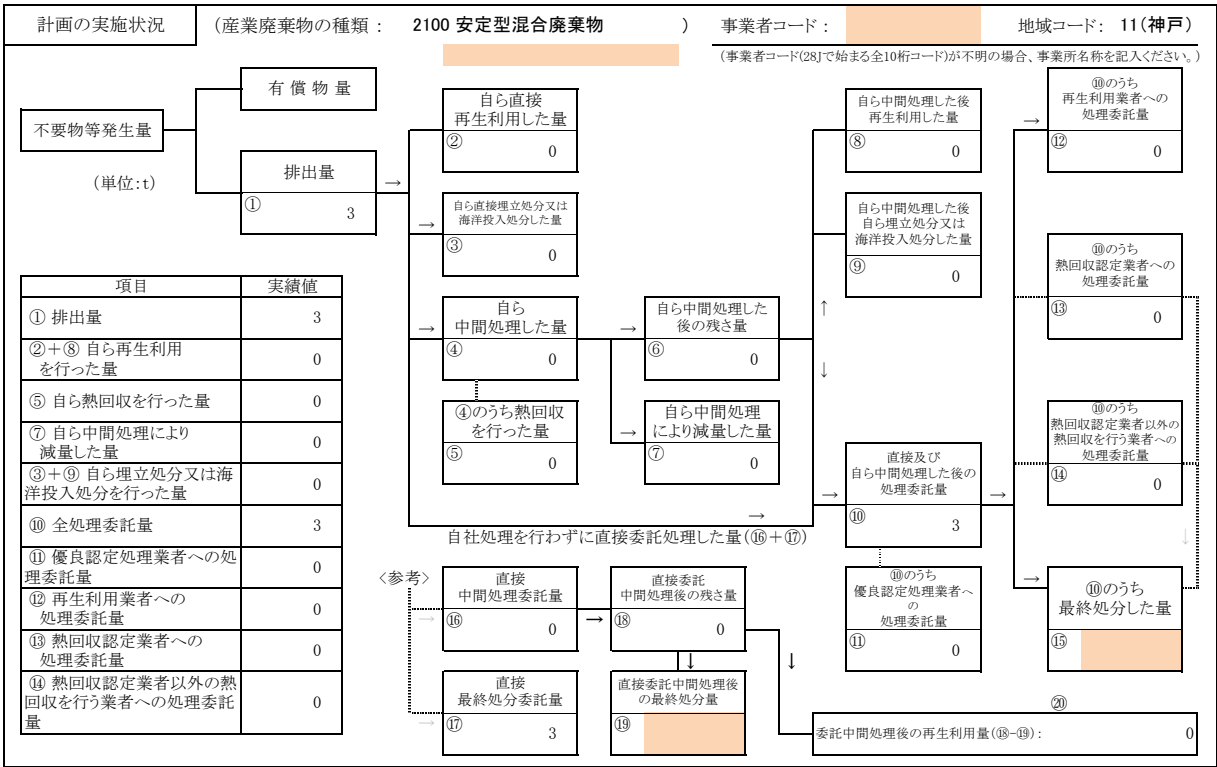 計画の実施状況 (産業廃棄物の種類: 2100 安定型混合廃棄物 ) 事業者コード: 地域コード: 11(神戸)
(事業者コード(28Jで始まる全10桁コード)が不明の場合、事業所名称を記入ください。)
不要物等発生量
(単位:t)
有償物量
排出量
① 3
→
自ら直接
再生利用した量
② 0
→
自ら直接埋立処分又は
海洋投入処分した量
③ 0
→
自ら
中間処理した量
④ 0
④のうち熱回収
を行った量
⑤ 0
→
自ら中間処理した
後の残さ量
⑥ 0
→
自ら中間処理
により減量した量
⑦ 0
自ら中間処理した後
再生利用した量
⑧ 0
自ら中間処理した後
自ら埋立処分又は
海洋投入処分した量
⑨ 0
↑
↓
→
直接及び
自ら中間処理した後の
処理委託量
⑩ 3
→
⑩のうち
優良認定処理業者へ
の
処理委託量
⑪ 0
→
⑩のうち
再生利用業者への
処理委託量
⑫ 0
⑩のうち
熱回収認定業者への
処理委託量
⑬ 0
⑩のうち
熱回収認定業者以外の
熱回収を行う業者への
処理委託量
⑭ 0
↓
→
⑩のうち
最終処分した量
⑮
→
自社処理を行わずに直接委託処理した量(⑯+⑰)
〈参考〉
→
直接
中間処理委託量
⑯ 0
→
直接委託
中間処理後の残さ量
⑱ 0
→
直接
最終処分委託量
⑰ 3
↓
直接委託中間処理後
の最終処分量
⑲
↓
⑳
委託中間処理後の再生利用量(⑱-⑲): 0
項目 実績値
① 排出量 3
②+⑧ 自ら再生利用
を行った量 0
⑤ 自ら熱回収を行った量 0
⑦ 自ら中間処理により
減量した量 0
③+⑨ 自ら埋立処分又は海
洋投入処分を行った量 0
⑩ 全処理委託量 3
⑪ 優良認定処理業者への処
理委託量 0
⑫ 再生利用業者への
処理委託量 0
⑬ 熱回収認定業者への
処理委託量 0
⑭ 熱回収認定業者以外の熱
回収を行う業者への処理委託
量 0